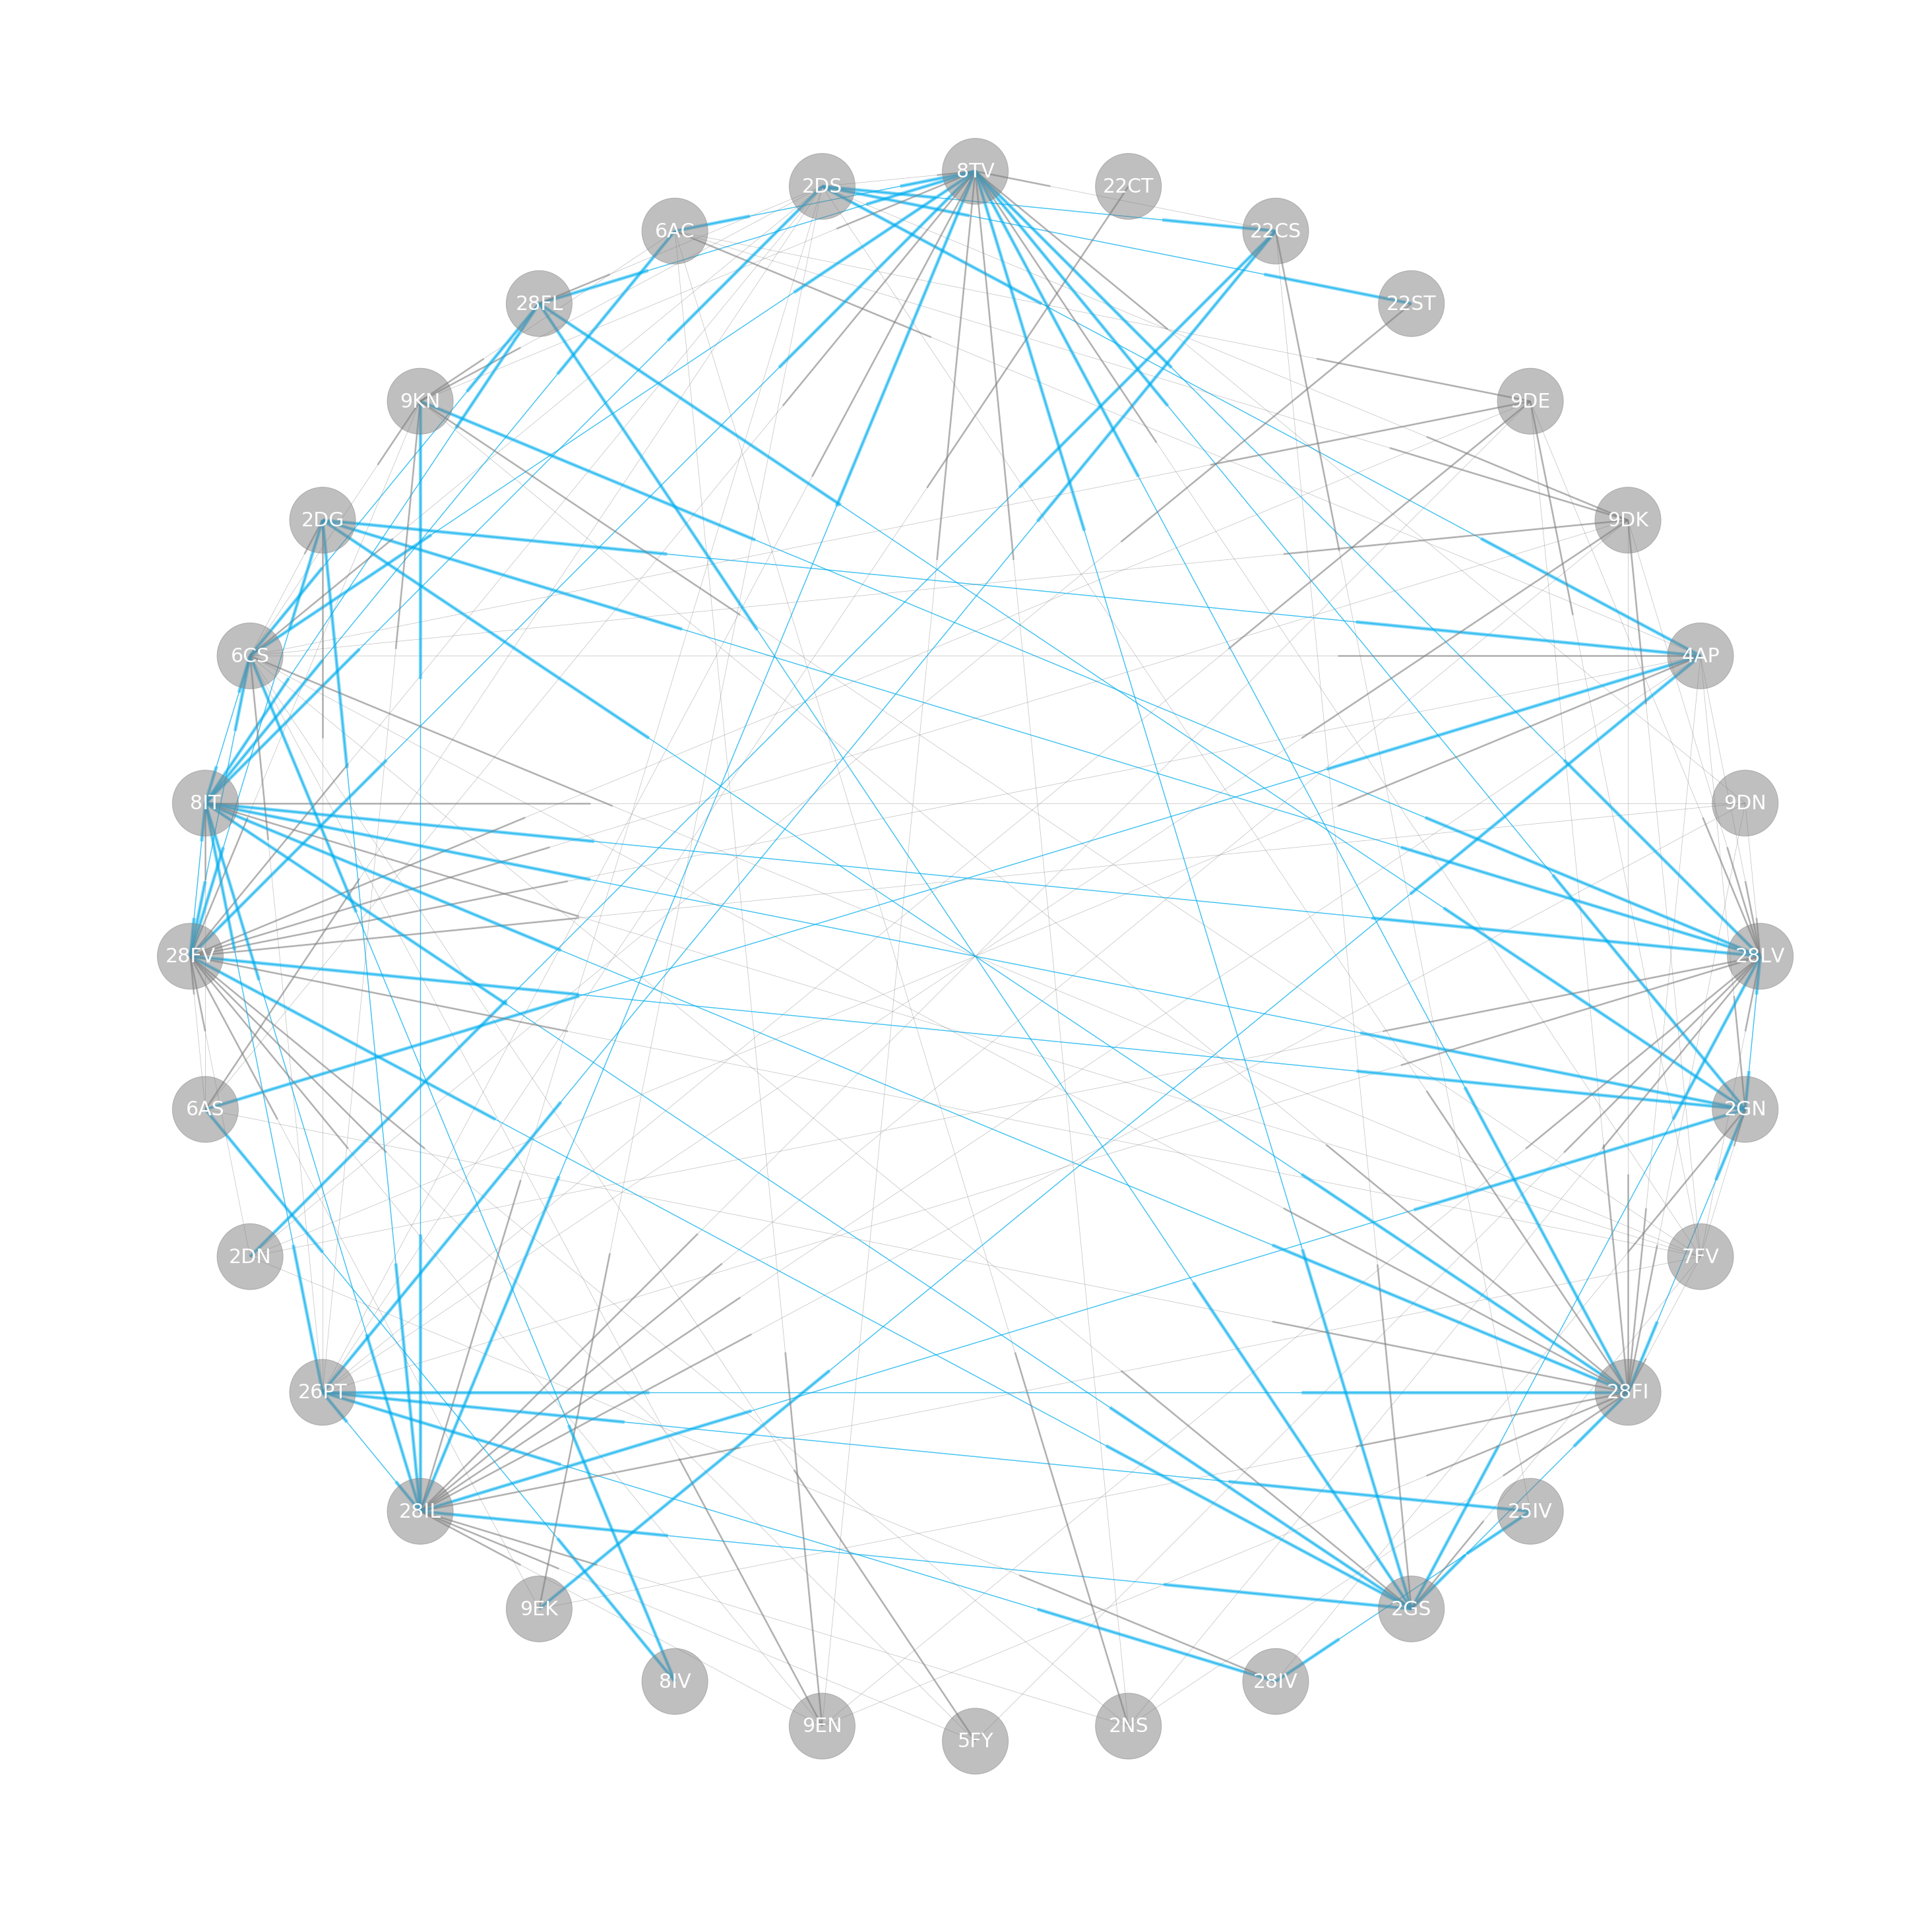 8TV
2DS
22CT
6AC
22CS
28FL
22ST
9KN
9DE
2DG
9DK
6CS
4AP
8IT
9DN
28FV
28LV
6AS
2GN
2DN
7FV
26PT
28FI
28IL
25IV
9EK
2GS
8IV
28IV
9EN
2NS
5FY